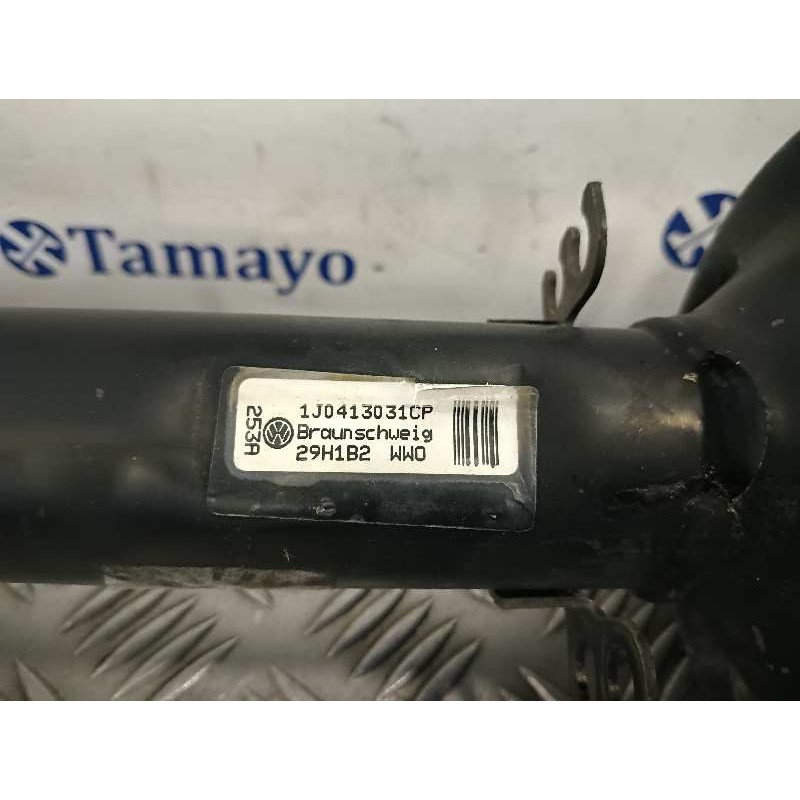 Tamayo
1J0413031CP
Braunschweig
29H1B2 WWO
253A